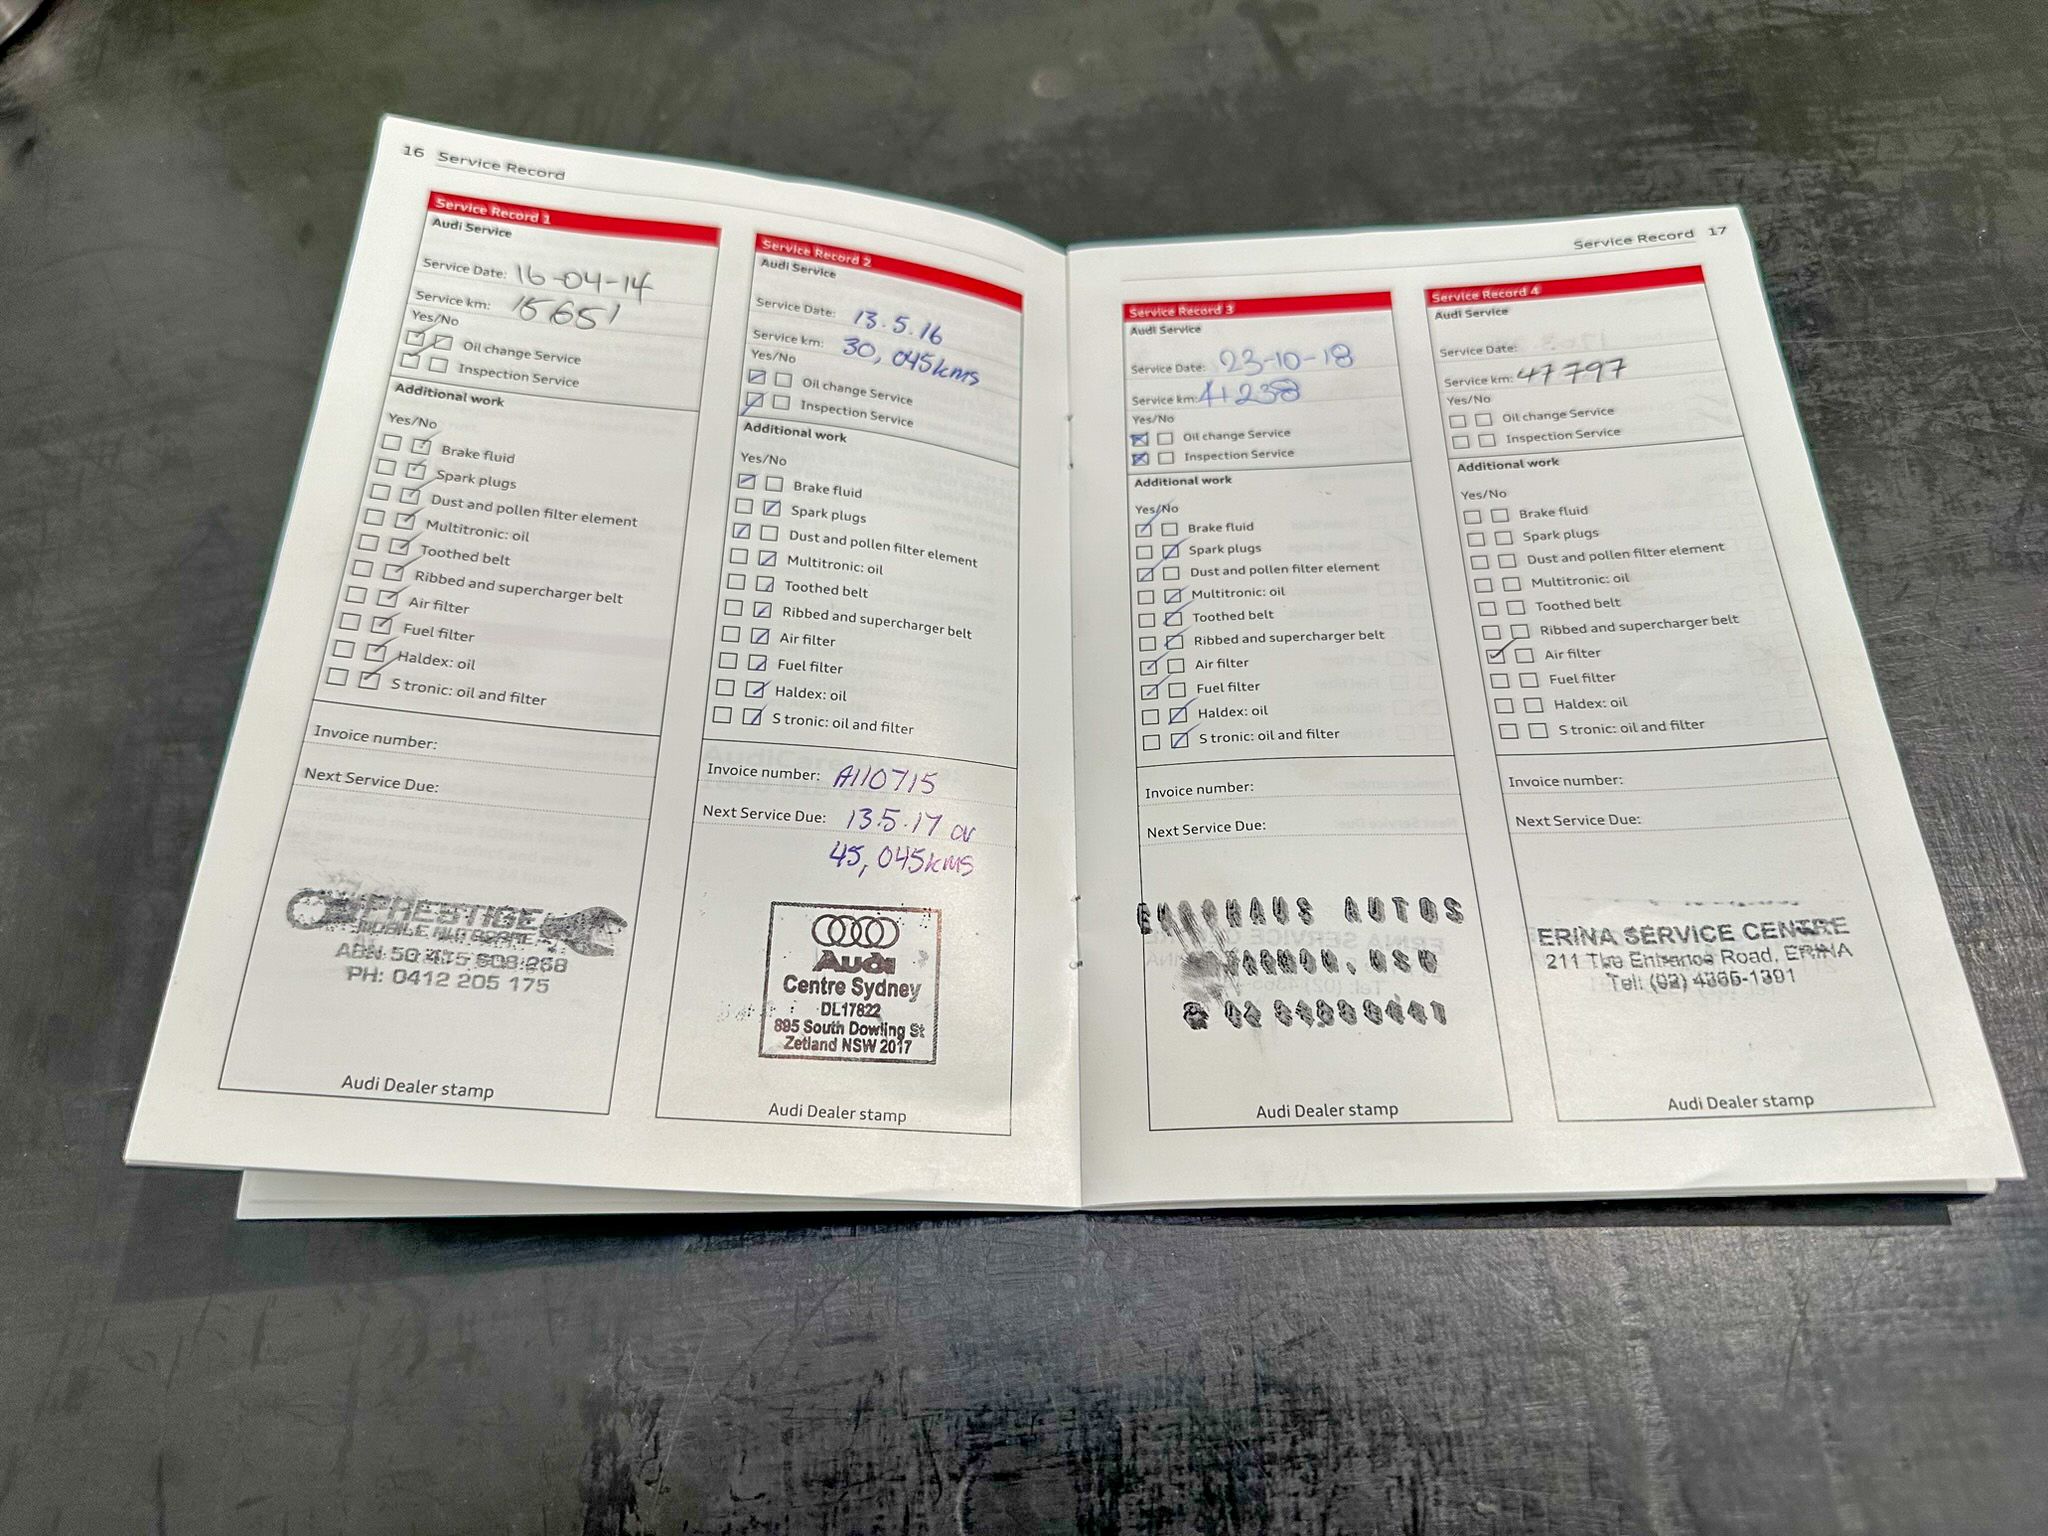 16 Service Record
Service Record 1
Audi Service
Service Date: 16-04-14
Service km: 15651
Yes/No
Oil change Service
Inspection Service
Additional work
Yes/No
Brake fluid
Spark plugs
Dust and pollen filter element
Multitronic: oil
Toothed belt
Ribbed and supercharger belt
Air filter
Fuel filter
Haldex: oil
S tronic: oil and filter
Invoice number:
Next Service Due:
PRESTIGE
MOBILE
ABN 50 415 608 268
PH: 0412 205 175
Audi Dealer stamp
Service Record 2
Audi Service
Service Date: 13.5.16
Service km: 30,045kms
Yes/No
Oil change Service
Inspection Service
Additional work
Yes/No
Brake fluid
Spark plugs
Dust and pollen filter element
Multitronic: oil
Toothed belt
Ribbed and supercharger belt
Air filter
Fuel filter
Haldex: oil
S tronic: oil and filter
Invoice number: A110715
Next Service Due: 13.5.17 or
45,045kms
Audi
Centre Sydney
DL17822
895 South Dowling St
Zetland NSW 2017
Audi Dealer stamp
Service Record 17
Service Record 3
Audi Service
Service Date: 23-10-18
Service km: 41238
Yes/No
Oil change Service
Inspection Service
Additional work
Yes/No
Brake fluid
Spark plugs
Dust and pollen filter element
Multitronic: oil
Toothed belt
Ribbed and supercharger belt
Air filter
Fuel filter
Haldex: oil
S tronic: oil and filter
Invoice number:
Next Service Due:
AUTOS
Audi Dealer stamp
Service Record 4
Audi Service
Service Date:
Service km: 47797
Yes/No
Oil change Service
Inspection Service
Additional work
Yes/No
Brake fluid
Spark plugs
Dust and pollen filter element
Multitronic: oil
Toothed belt
Ribbed and supercharger belt
Air filter
Fuel filter
Haldex: oil
S tronic: oil and filter
Invoice number:
Next Service Due:
ERINA SERVICE CENTRE
211 The Entrance Road, ERINA
Tel: (02) 4365-1391
Audi Dealer stamp